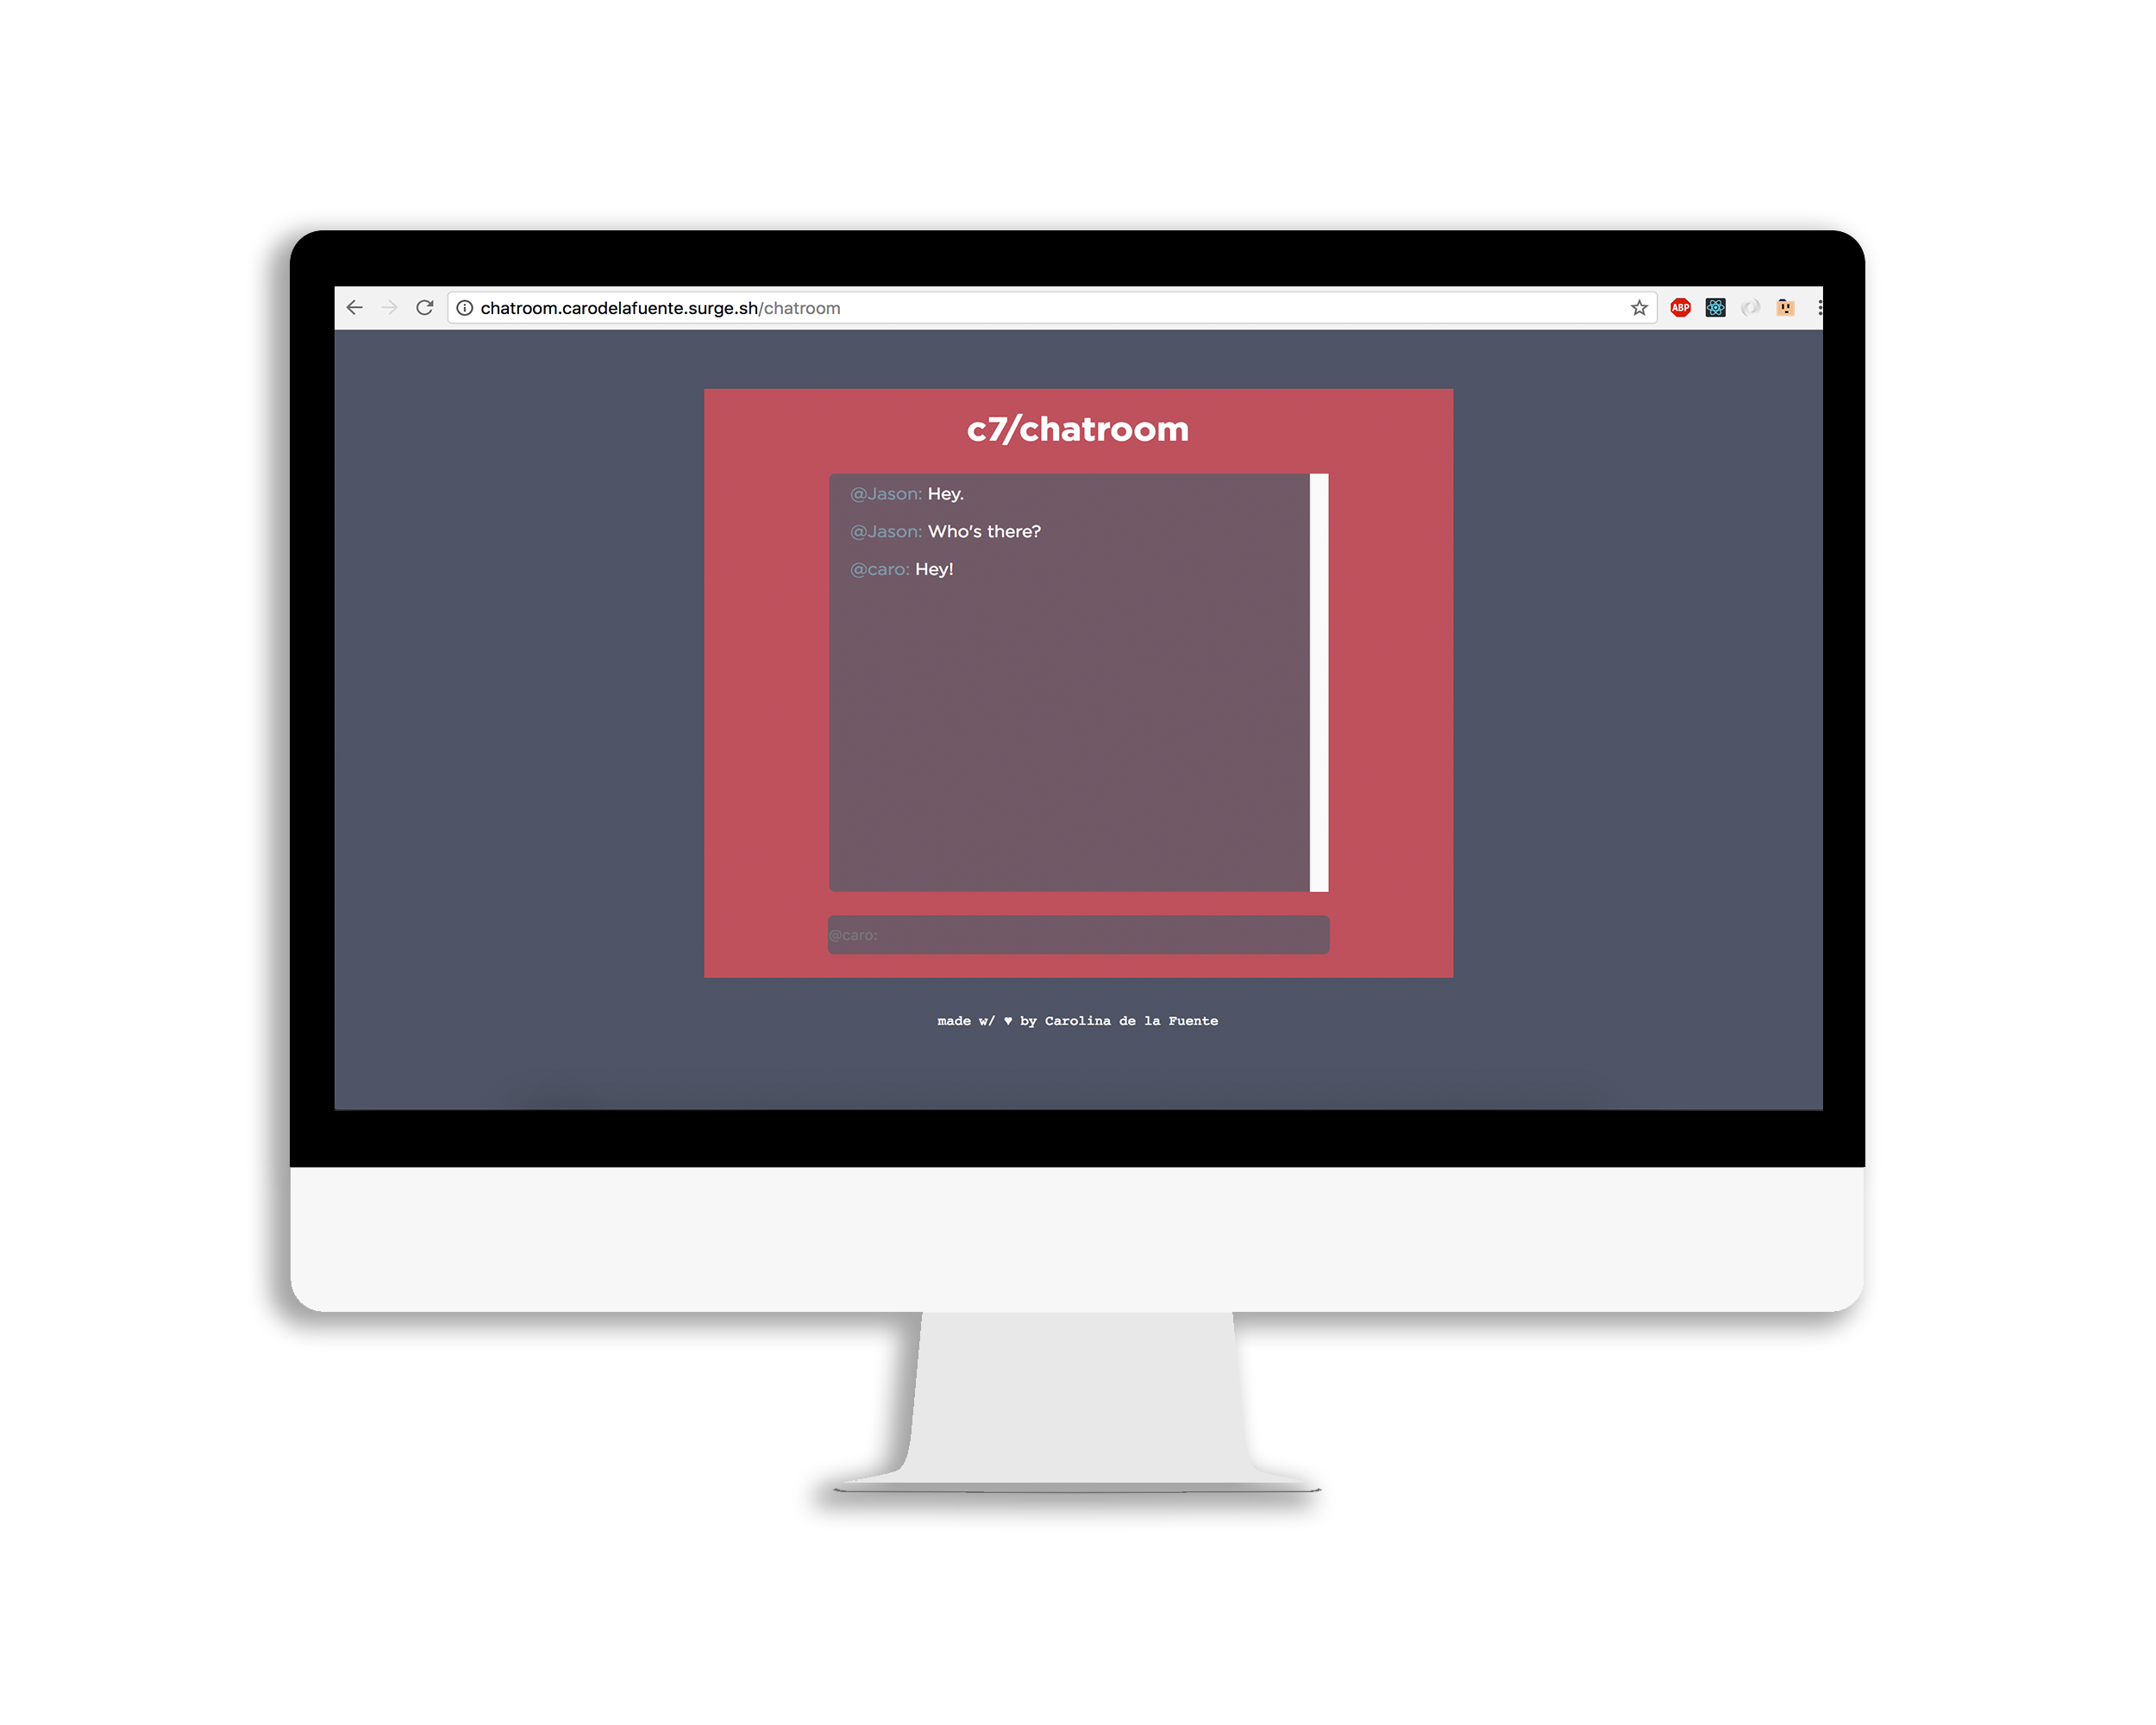 chatroom.carodelafuente.surge.sh/chatroom
ABP
c7/chatroom
@Jason: Hey.
@Jason: Who's there?
@caro: Hey!
@caro:
made w/ ♥ by Carolina de la Fuente